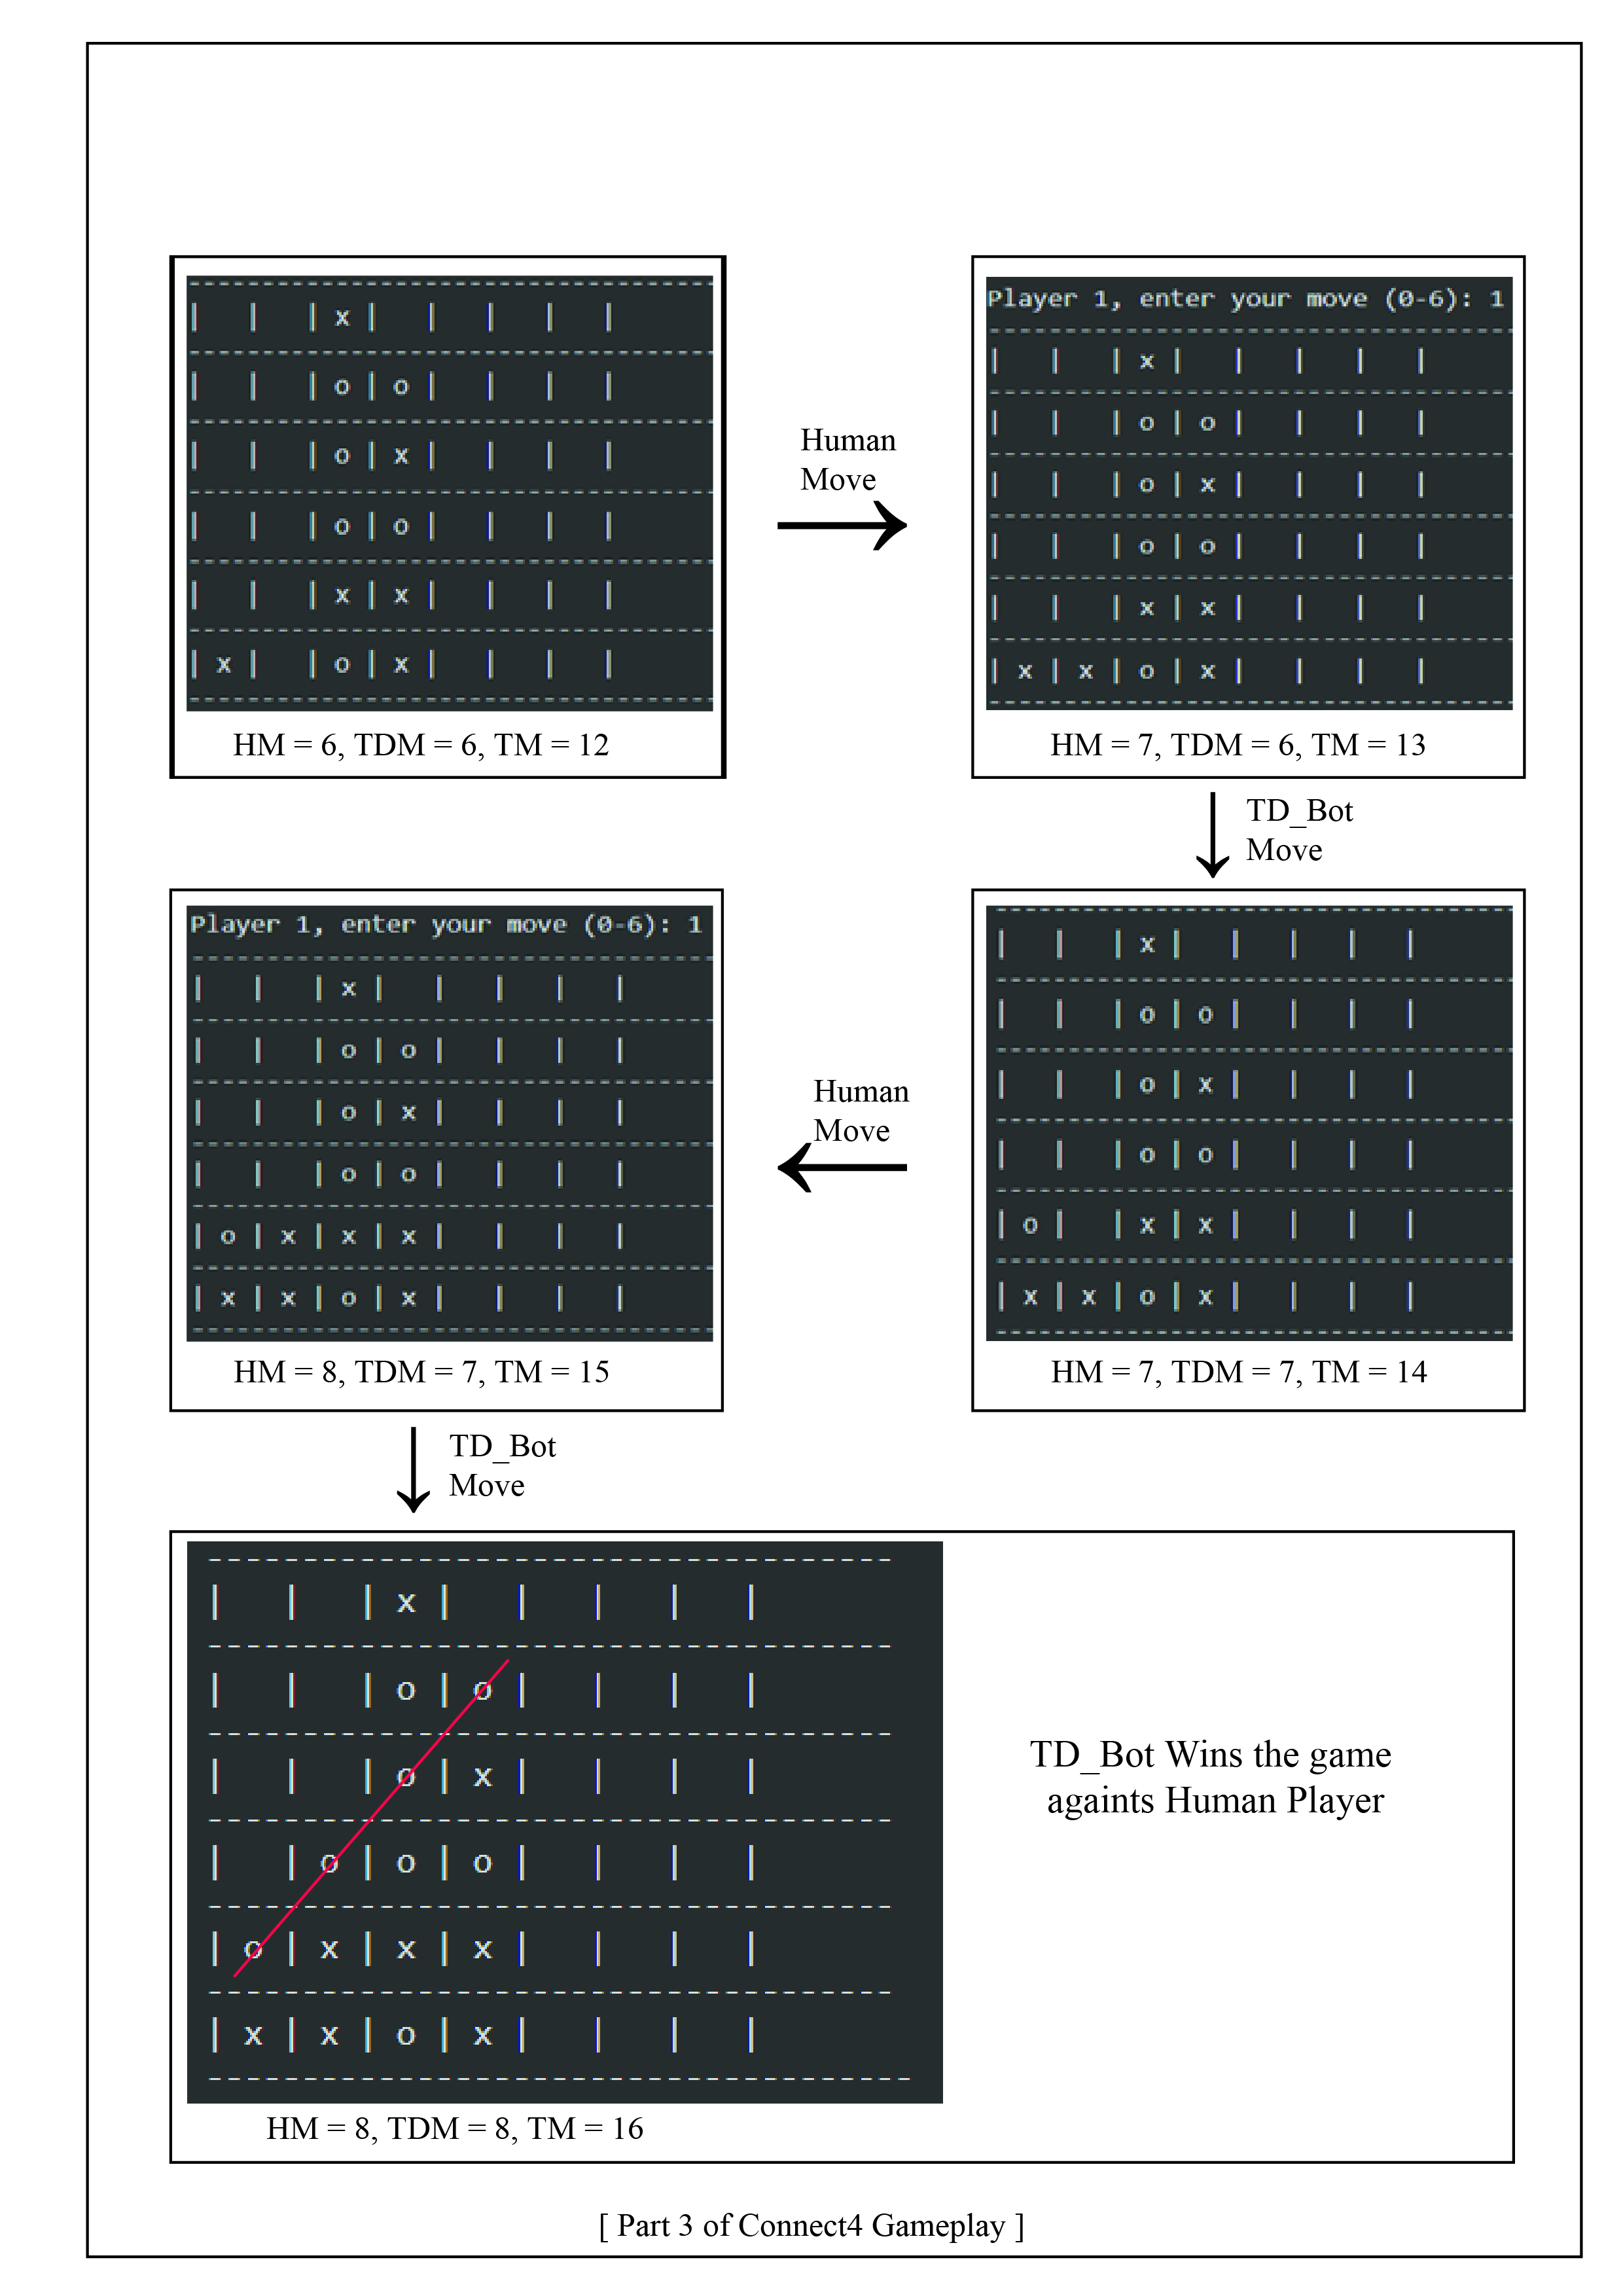 -----------------------------------
|   |   | x |   |   |   |   |
-----------------------------------
|   |   | o | o |   |   |   |
-----------------------------------
|   |   | o | x |   |   |   |
-----------------------------------
|   |   | o | o |   |   |   |
-----------------------------------
|   |   | x | x |   |   |   |
-----------------------------------
| x |   | o | x |   |   |   |
-----------------------------------
HM = 6, TDM = 6, TM = 12
Human
Move
Player 1, enter your move (0-6): 1
-----------------------------------
|   |   | x |   |   |   |   |
-----------------------------------
|   |   | o | o |   |   |   |
-----------------------------------
|   |   | o | x |   |   |   |
-----------------------------------
|   |   | o | o |   |   |   |
-----------------------------------
|   |   | x | x |   |   |   |
-----------------------------------
| x | x | o | x |   |   |   |
-----------------------------------
HM = 7, TDM = 6, TM = 13
TD_Bot
Move
-----------------------------------
|   |   | x |   |   |   |   |
-----------------------------------
|   |   | o | o |   |   |   |
-----------------------------------
|   |   | o | x |   |   |   |
-----------------------------------
|   |   | o | o |   |   |   |
-----------------------------------
| o |   | x | x |   |   |   |
-----------------------------------
| x | x | o | x |   |   |   |
-----------------------------------
HM = 7, TDM = 7, TM = 14
Human
Move
Player 1, enter your move (0-6): 1
-----------------------------------
|   |   | x |   |   |   |   |
-----------------------------------
|   |   | o | o |   |   |   |
-----------------------------------
|   |   | o | x |   |   |   |
-----------------------------------
|   |   | o | o |   |   |   |
-----------------------------------
| o | x | x | x |   |   |   |
-----------------------------------
| x | x | o | x |   |   |   |
-----------------------------------
HM = 8, TDM = 7, TM = 15
TD_Bot
Move
-----------------------------------
|   |   | x |   |   |   |   |
-----------------------------------
|   |   | o | o |   |   |   |
-----------------------------------
|   |   | o | x |   |   |   |
-----------------------------------
|   | o | o | o |   |   |   |
-----------------------------------
| o | x | x | x |   |   |   |
-----------------------------------
| x | x | o | x |   |   |   |
-----------------------------------
HM = 8, TDM = 8, TM = 16
TD_Bot Wins the game
againts Human Player
[ Part 3 of Connect4 Gameplay ]